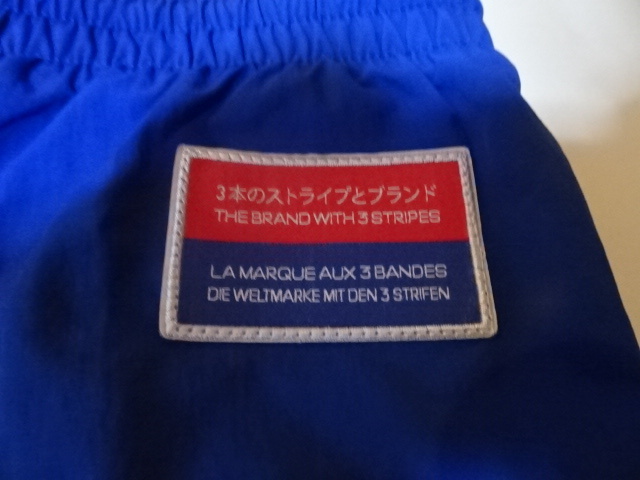 3本のストライプとブランド
THE BRAND WITH 3 STRIPES
LA MARQUE AUX 3 BANDES
DIE WELTMARKE MIT DEN 3 STRIFEN